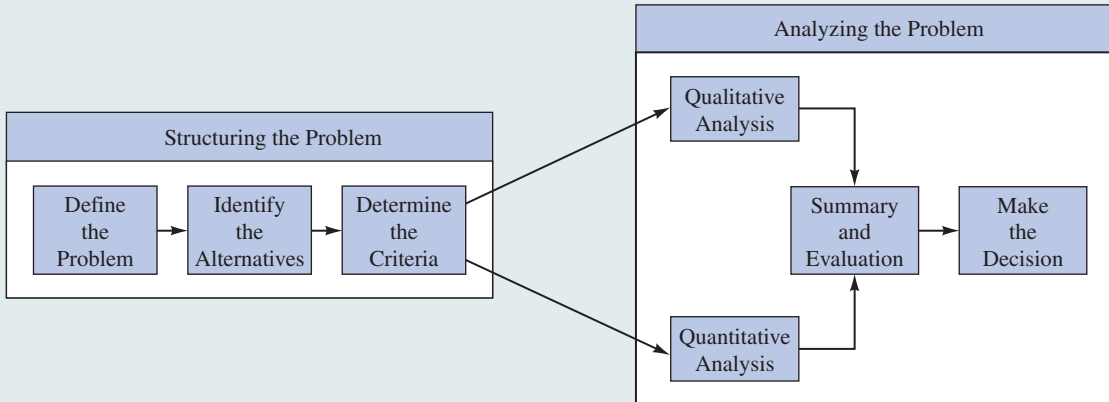 Structuring the Problem
Define
the
Problem
Identify
the
Alternatives
Determine
the
Criteria
Analyzing the Problem
Qualitative
Analysis
Quantitative
Analysis
Summary
and
Evaluation
Make
the
Decision